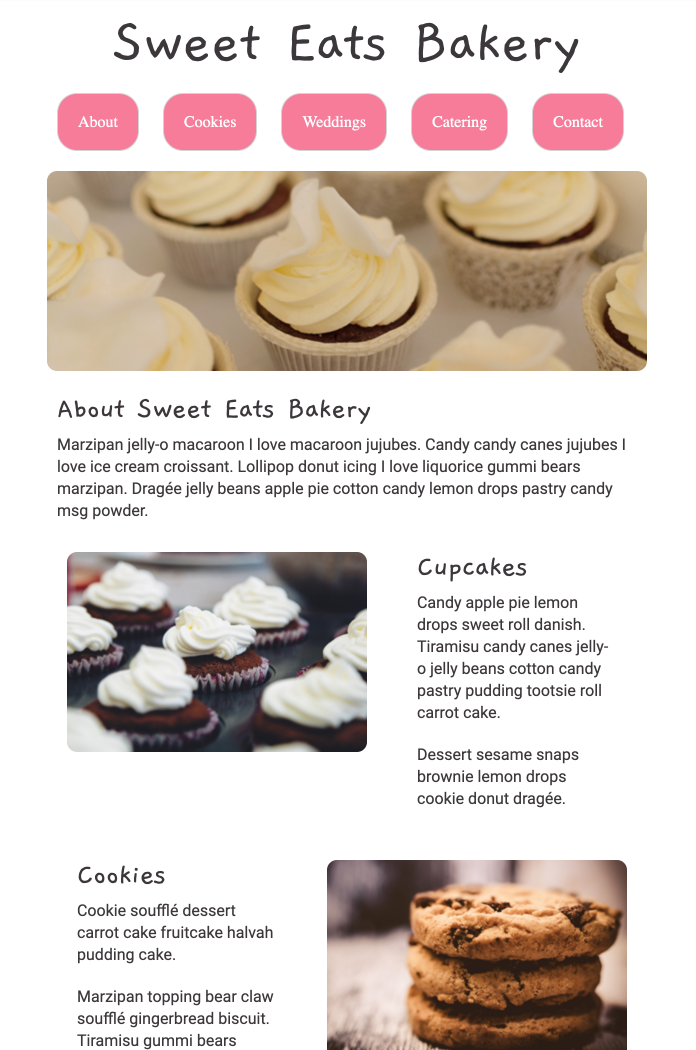 Sweet Eats Bakery
About Cookies Weddings Catering Contact
About Sweet Eats Bakery
Marzipan jelly-o macaroon I love macaroon jujubes. Candy candy canes jujubes I
love ice cream croissant. Lollipop donut icing I love liquorice gummi bears
marzipan. Dragée jelly beans apple pie cotton candy lemon drops pastry candy
msg powder.
Cupcakes
Candy apple pie lemon
drops sweet roll danish.
Tiramisu candy canes jelly-
o jelly beans cotton candy
pastry pudding tootsie roll
carrot cake.
Dessert sesame snaps
brownie lemon drops
cookie donut dragée.
Cookies
Cookie soufflé dessert
carrot cake fruitcake halvah
pudding cake.
Marzipan topping bear claw
soufflé gingerbread biscuit.
Tiramisu gummi bears